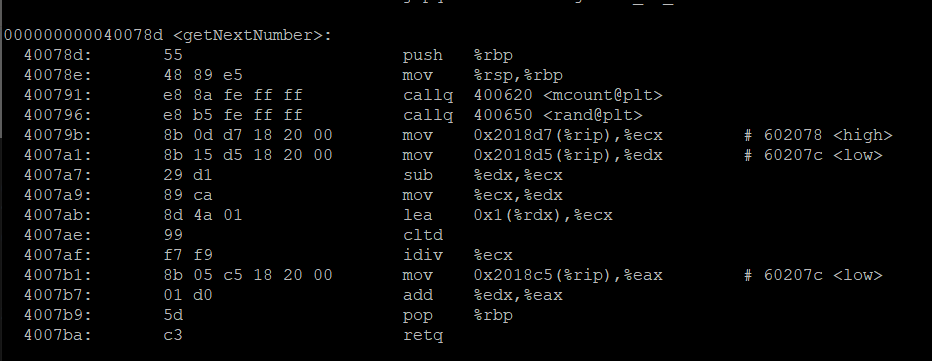 000000000040078d <getNextNumber>:
40078d: 55 push %rbp
40078e: 48 89 e5 mov %rsp,%rbp
400791: e8 8a fe ff ff callq 400620 <mcount@plt>
400796: e8 b5 fe ff ff callq 400650 <rand@plt>
40079b: 8b 0d d7 18 20 00 mov 0x2018d7(%rip),%ecx # 602078 <high>
4007a1: 8b 15 d5 18 20 00 mov 0x2018d5(%rip),%edx # 60207c <low>
4007a7: 29 d1 sub %edx,%ecx
4007a9: 89 ca mov %ecx,%edx
4007ab: 8d 4a 01 lea 0x1(%rdx),%ecx
4007ae: 99 cltd
4007af: f7 f9 idiv %ecx
4007b1: 8b 05 c5 18 20 00 mov 0x2018c5(%rip),%eax # 60207c <low>
4007b7: 01 d0 add %edx,%eax
4007b9: 5d pop %rbp
4007ba: c3 retq